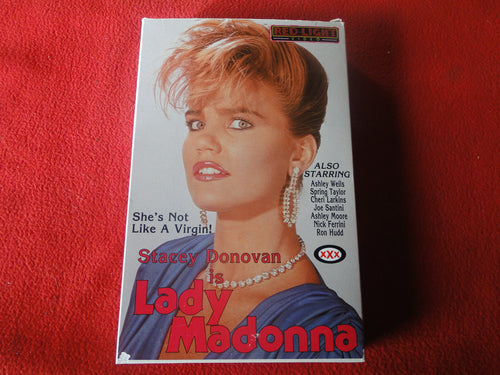 RED LIGHT
VIDEO
ALSO
STARRING
Ashley Wells
Spring Taylor
Cheri Larkins
Joe Santini
Ashley Moore
Nick Ferrini
Ron Hudd
XXX
She's Not
Like A Virgin!
Stacey Donovan
is
Lady
Madonna